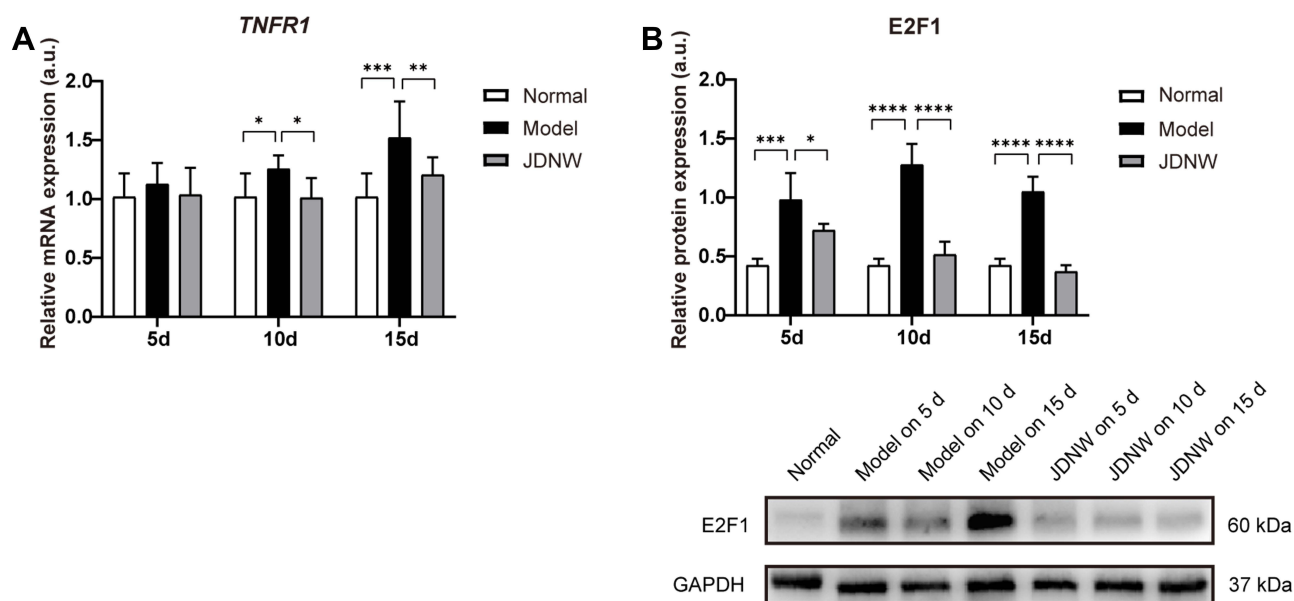 A
TNFR1
Relative mRNA expression (a.u.)
2.0
1.5
1.0
0.5
0.0
*
*
***
**
5d
10d
15d
Normal
Model
JDNW
B
E2F1
Relative protein expression (a.u.)
2.0
1.5
1.0
0.5
0.0
***
*
****
****
****
****
5d
10d
15d
Normal
Model
JDNW
Normal
Model on 5 d
Model on 10 d
Model on 15 d
JDNW on 5 d
JDNW on 10 d
JDNW on 15 d
E2F1
60 kDa
GAPDH
37 kDa